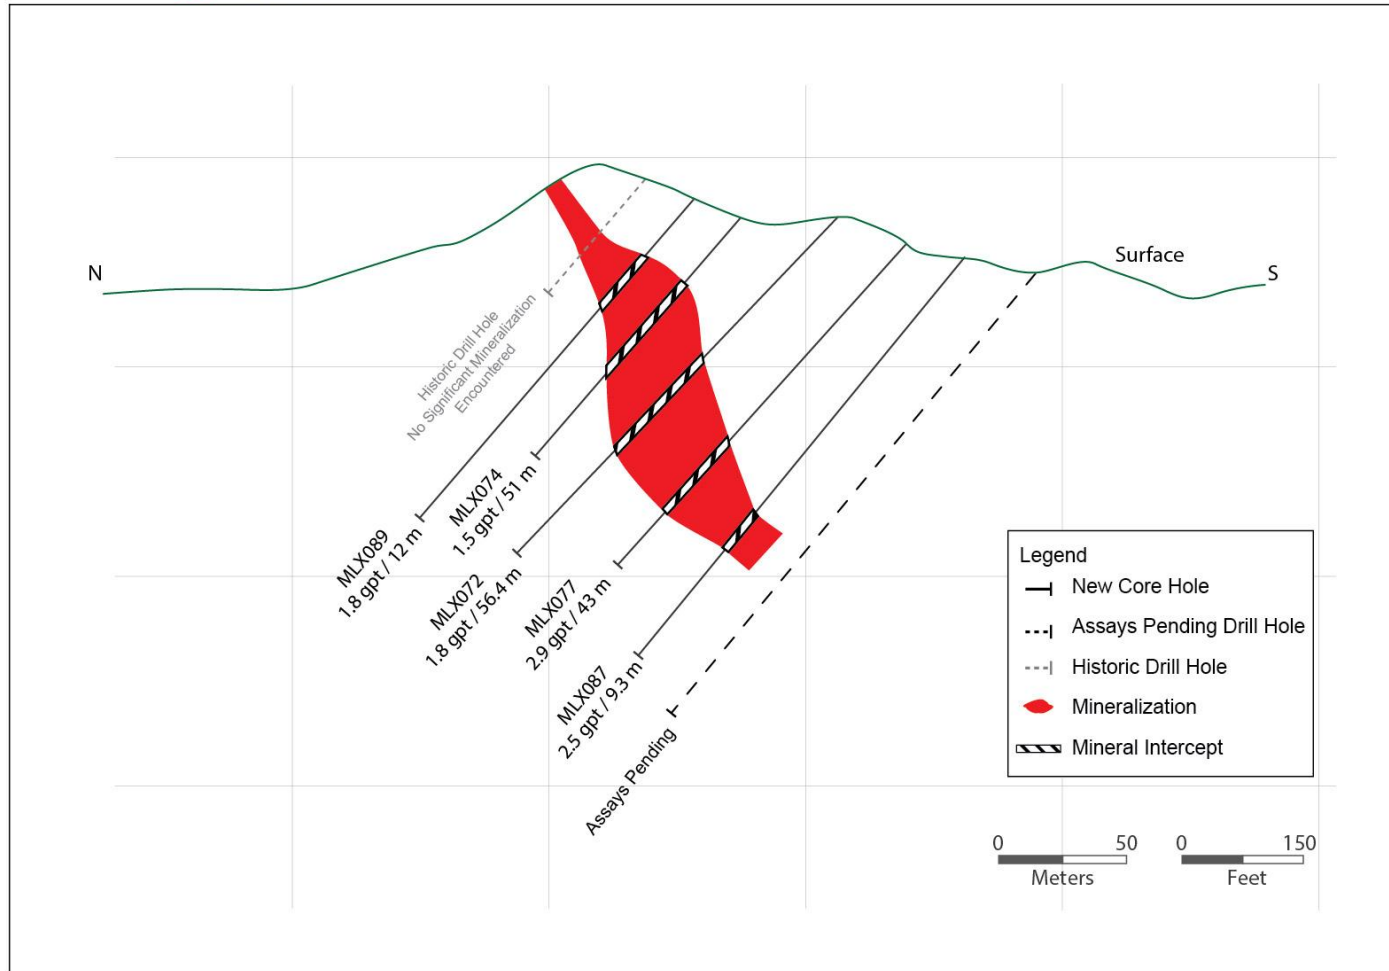 N
Surface
S
Historic Drill Hole
No Significant Mineralization
Encountered
MLX089
1.8 gpt / 12 m
MLX074
1.5 gpt / 51 m
MLX072
1.8 gpt / 56.4 m
MLX077
2.9 gpt / 43 m
MLX087
2.5 gpt / 9.3 m
Assays Pending
Legend
New Core Hole
Assays Pending Drill Hole
Historic Drill Hole
Mineralization
Mineral Intercept
0 50
Meters
0 150
Feet